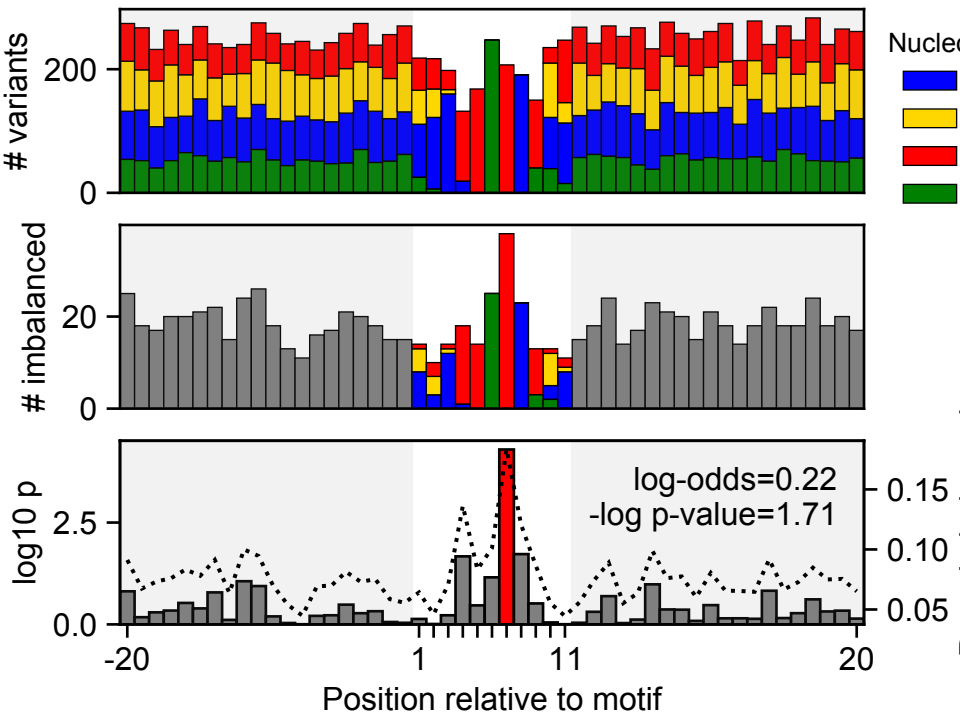 # variants
200
0
Nucleo
# imbalanced
20
0
log10 p
2.5
0.0
log-odds=0.22
-log p-value=1.71
0.15
0.10
0.05
-20
1
11
20
Position relative to motif